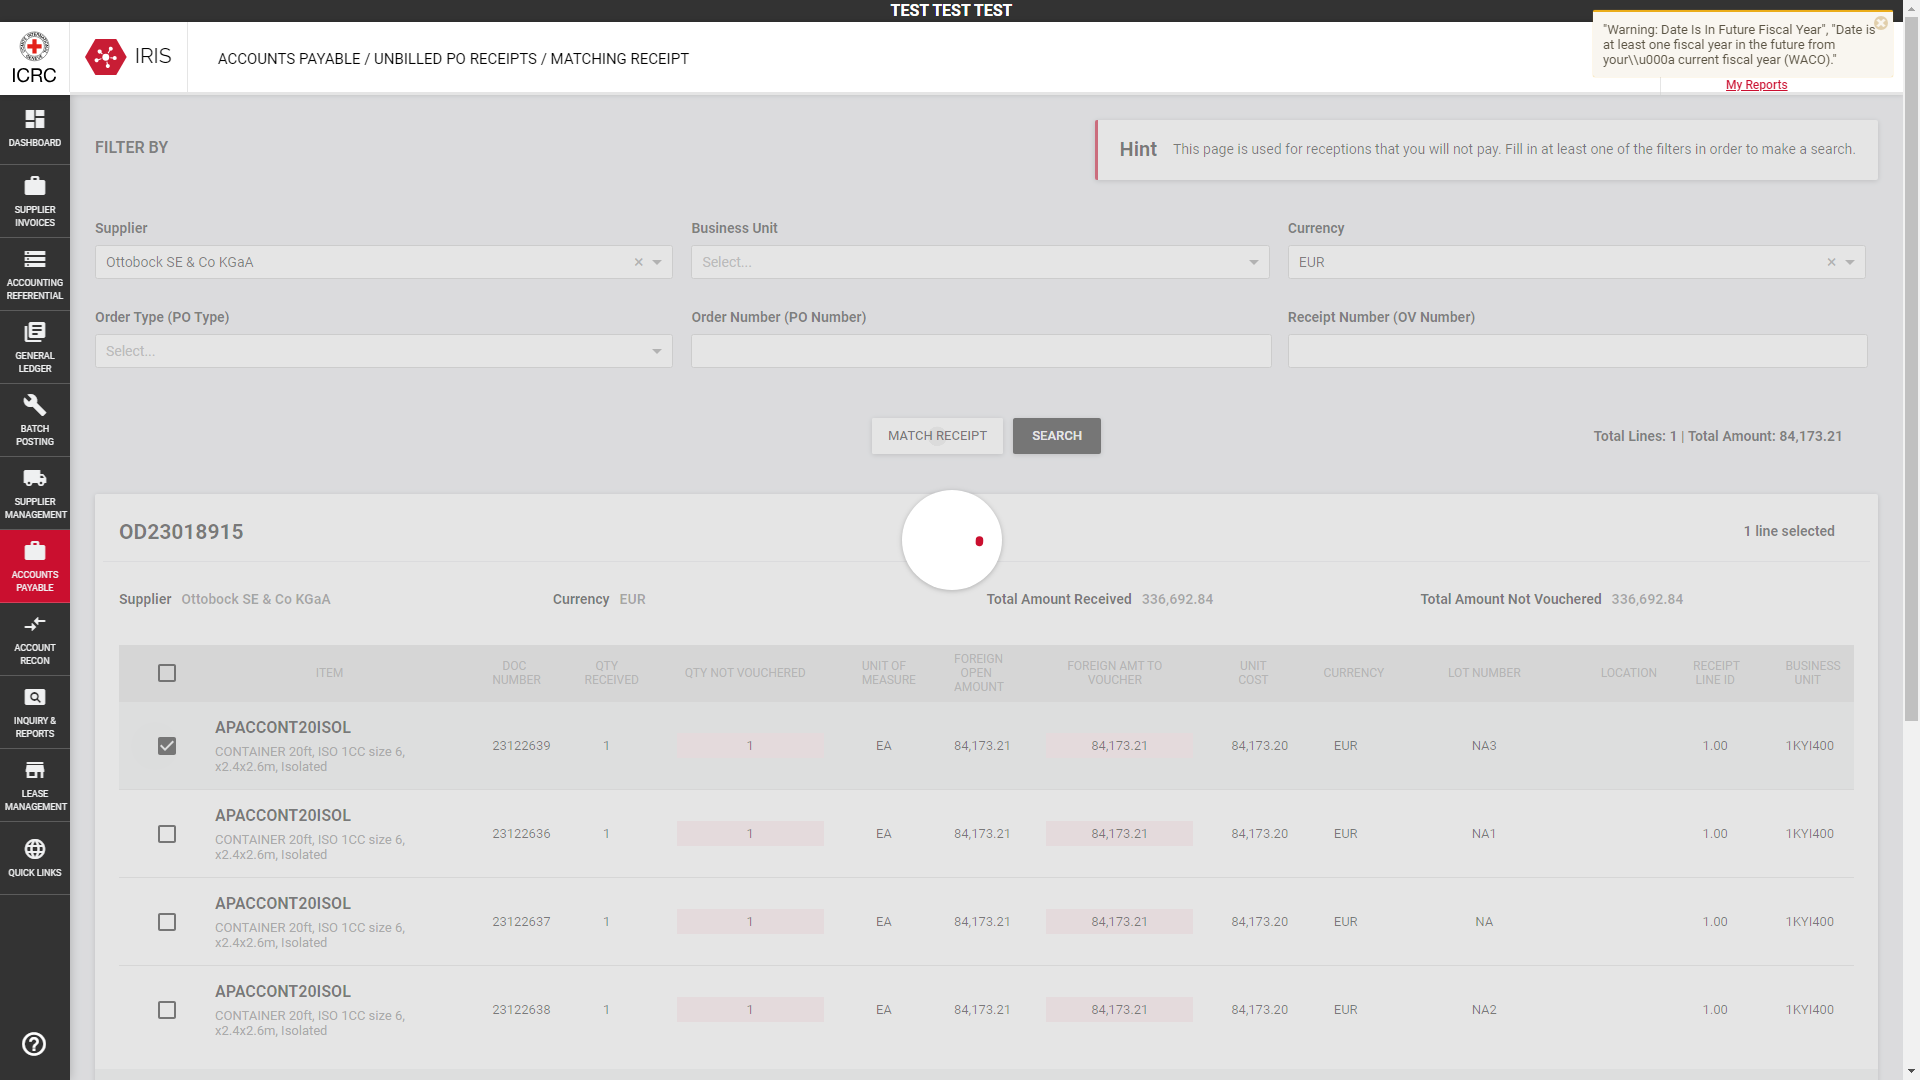 TEST TEST TEST
ICRC
IRIS
ACCOUNTS PAYABLE / UNBILLED PO RECEIPTS / MATCHING RECEIPT
"Warning: Date Is In Future Fiscal Year", "Date is
at least one fiscal year in the future from
your\\u000a current fiscal year (WACO)."
My Reports
DASHBOARD
SUPPLIER
INVOICES
ACCOUNTING
REFERENTIAL
GENERAL
LEDGER
BATCH
POSTING
SUPPLIER
MANAGEMENT
ACCOUNTS
PAYABLE
ACCOUNT
RECON
INQUIRY &
REPORTS
LEASE
MANAGEMENT
QUICK LINKS
FILTER BY
Hint This page is used for receptions that you will not pay. Fill in at least one of the filters in order to make a search.
Supplier Business Unit Currency
Ottobock SE & Co KGaA × Select... EUR ×
Order Type (PO Type) Order Number (PO Number) Receipt Number (OV Number)
Select...
MATCH RECEIPT SEARCH Total Lines: 1 | Total Amount: 84,173.21
OD23018915 1 line selected
Supplier Ottobock SE & Co KGaA Currency EUR Total Amount Received 336,692.84 Total Amount Not Vouchered 336,692.84
ITEM DOC NUMBER QTY RECEIVED QTY NOT VOUCHERED UNIT OF MEASURE FOREIGN OPEN AMOUNT FOREIGN AMT TO VOUCHER UNIT COST CURRENCY LOT NUMBER LOCATION RECEIPT LINE ID BUSINESS UNIT
APACCONT20ISOL
CONTAINER 20ft, ISO 1CC size 6,
x2.4x2.6m, Isolated
23122639 1 1 EA 84,173.21 84,173.21 84,173.20 EUR NA3 1.00 1KYI400
APACCONT20ISOL
CONTAINER 20ft, ISO 1CC size 6,
x2.4x2.6m, Isolated
23122636 1 1 EA 84,173.21 84,173.21 84,173.20 EUR NA1 1.00 1KYI400
APACCONT20ISOL
CONTAINER 20ft, ISO 1CC size 6,
x2.4x2.6m, Isolated
23122637 1 1 EA 84,173.21 84,173.21 84,173.20 EUR NA 1.00 1KYI400
APACCONT20ISOL
CONTAINER 20ft, ISO 1CC size 6,
x2.4x2.6m, Isolated
23122638 1 1 EA 84,173.21 84,173.21 84,173.20 EUR NA2 1.00 1KYI400